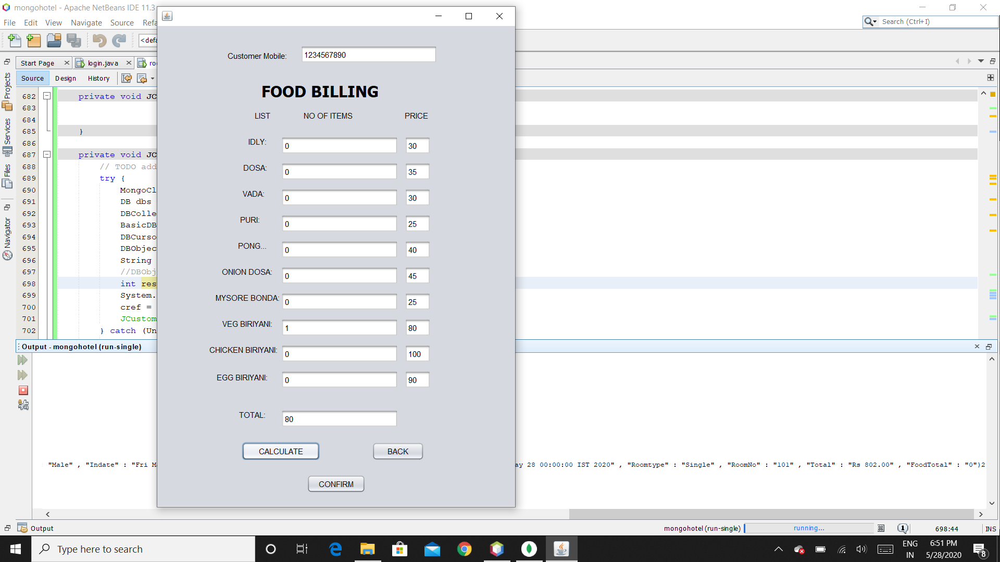 mongohotel - Apache NetBeans IDE 11.3
File Edit View Navigate Source Refa
Search (Ctrl+I)
<defa
Start Page login.java ro
Source Design History
Projects
Services
Files
Navigator
682 private void JC
683
684
685 }
686
687 private void JC
688 // TODO add
689 try {
690 MongoCl
691 DB dbs
692 DBColle
693 BasicDB
694 DBCurso
695 DBObjec
696 String
697 //DBObj
698 int res
699 System.
700 cref =
701 JCustom
702 } catch (Un
Customer Mobile: 1234567890
FOOD BILLING
LIST NO OF ITEMS PRICE
IDLY: 0 30
DOSA: 0 35
VADA: 0 30
PURI: 0 25
PONG... 0 40
ONION DOSA: 0 45
MYSORE BONDA: 0 25
VEG BIRIYANI: 1 80
CHICKEN BIRIYANI: 0 100
EGG BIRIYANI: 0 90
TOTAL: 80
CALCULATE BACK
CONFIRM
Output - mongohotel (run-single)
"Male" , "Indate" : "Fri M
ay 28 00:00:00 IST 2020" , "Roomtype" : "Single" , "RoomNo" : "101" , "Total" : "Rs 802.00" , "FoodTotal" : "0"}2
Output mongohotel (run-single) running... 1 698:44 INS
Type here to search
ENG
IN
6:51 PM
5/28/2020
8